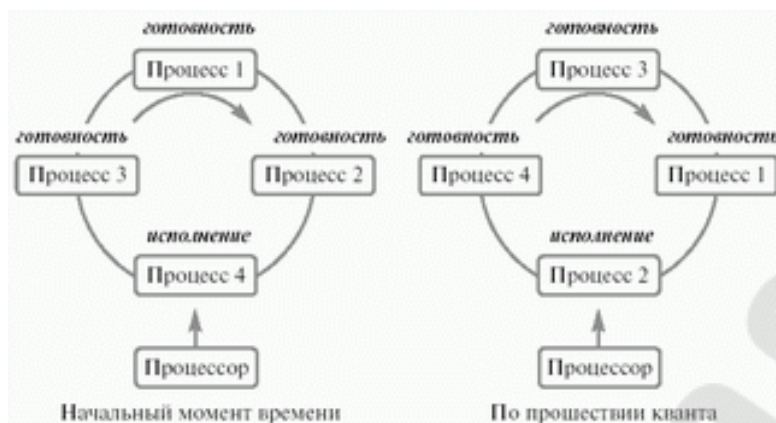 готовность
Процесс 1
готовность
готовность
Процесс 3
Процесс 2
исполнение
Процесс 4
Процессор
Начальный момент времени
готовность
Процесс 3
готовность
готовность
Процесс 4
Процесс 1
исполнение
Процесс 2
Процессор
По прошествии кванта